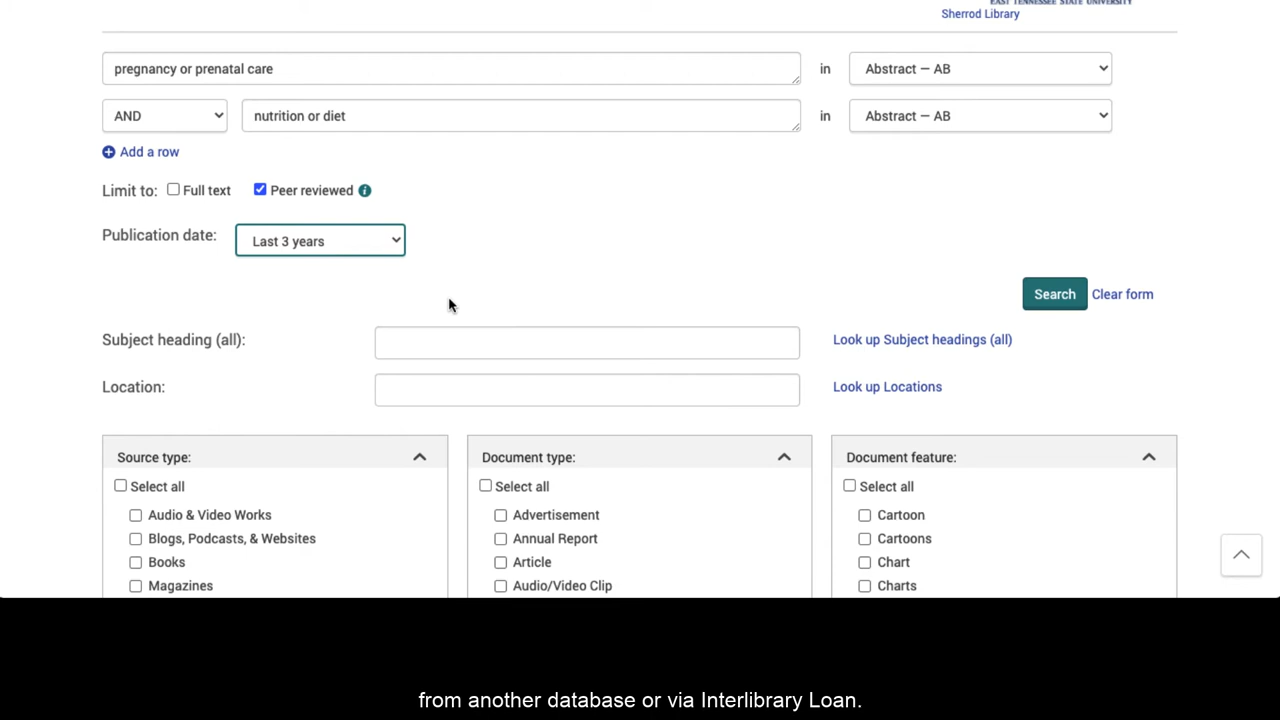 EAST TENNESSEE STATE UNIVERSITY
Sherrod Library
pregnancy or prenatal care in Abstract — AB
AND nutrition or diet in Abstract — AB
Add a row
Limit to: Full text Peer reviewed i
Publication date: Last 3 years
Search Clear form
Subject heading (all): Look up Subject headings (all)
Location: Look up Locations
Source type: Document type: Document feature:
Select all Select all Select all
Audio & Video Works Advertisement Cartoon
Blogs, Podcasts, & Websites Annual Report Cartoons
Books Article Chart
Magazines Audio/Video Clip Charts
from another database or via Interlibrary Loan.